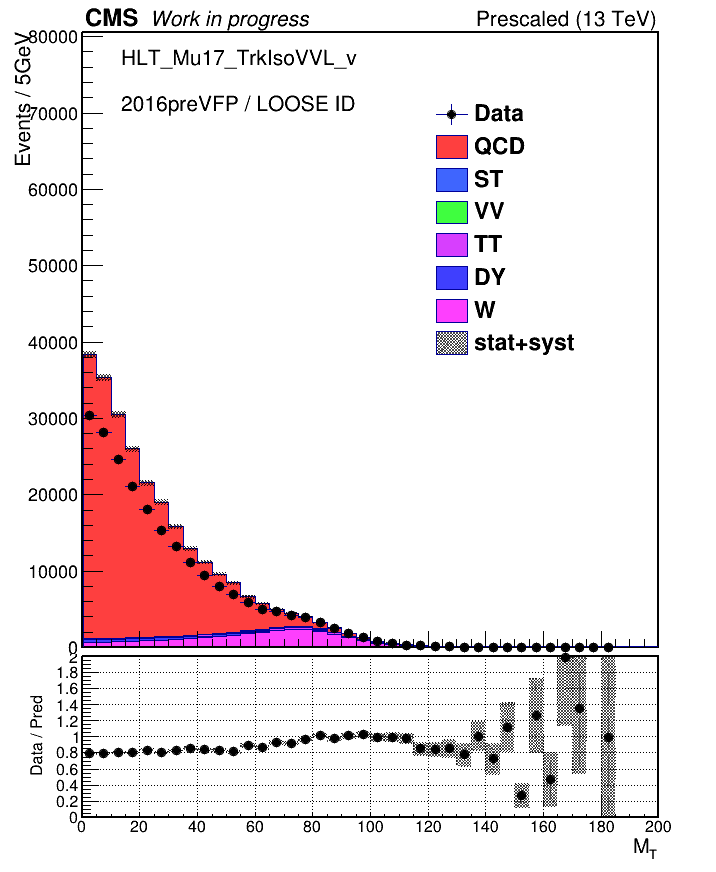 CMS Work in progress
Prescaled (13 TeV)
Events / 5GeV
HLT_Mu17_TrkIsoVVL_v
2016preVFP / LOOSE ID
Data
QCD
ST
VV
TT
DY
W
stat+syst
80000
70000
60000
50000
40000
30000
20000
10000
0
Data / Pred
2
1.8
1.6
1.4
1.2
1
0.8
0.6
0.4
0.2
0
0 20 40 60 80 100 120 140 160 180 200
M_T